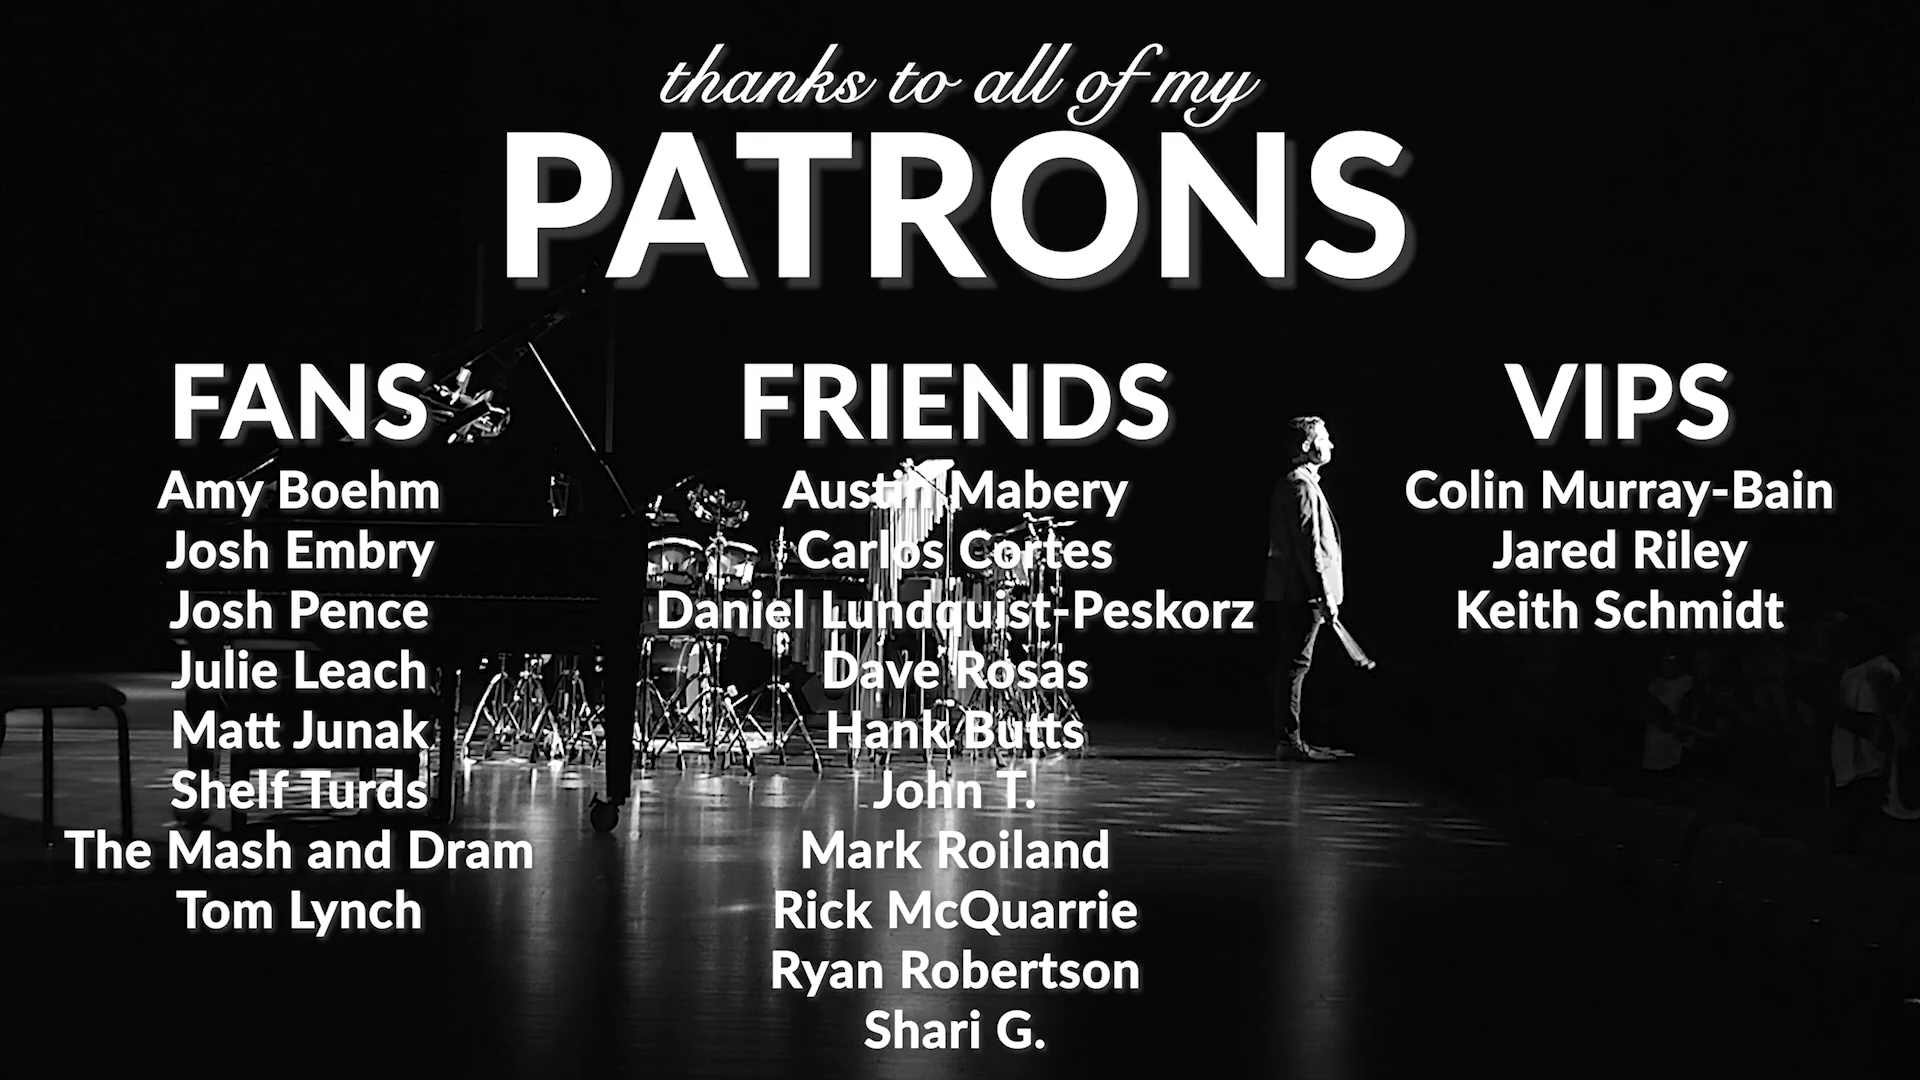 thanks to all of my
PATRONS
FANS
Amy Boehm
Josh Embry
Josh Pence
Julie Leach
Matt Junak
Shelf Turds
The Mash and Dram
Tom Lynch
FRIENDS
Austin Mabery
Carlos Cortes
Daniel Lundquist-Peskorz
Dave Rosas
Hank Butts
John T.
Mark Roiland
Rick McQuarrie
Ryan Robertson
Shari G.
VIPS
Colin Murray-Bain
Jared Riley
Keith Schmidt